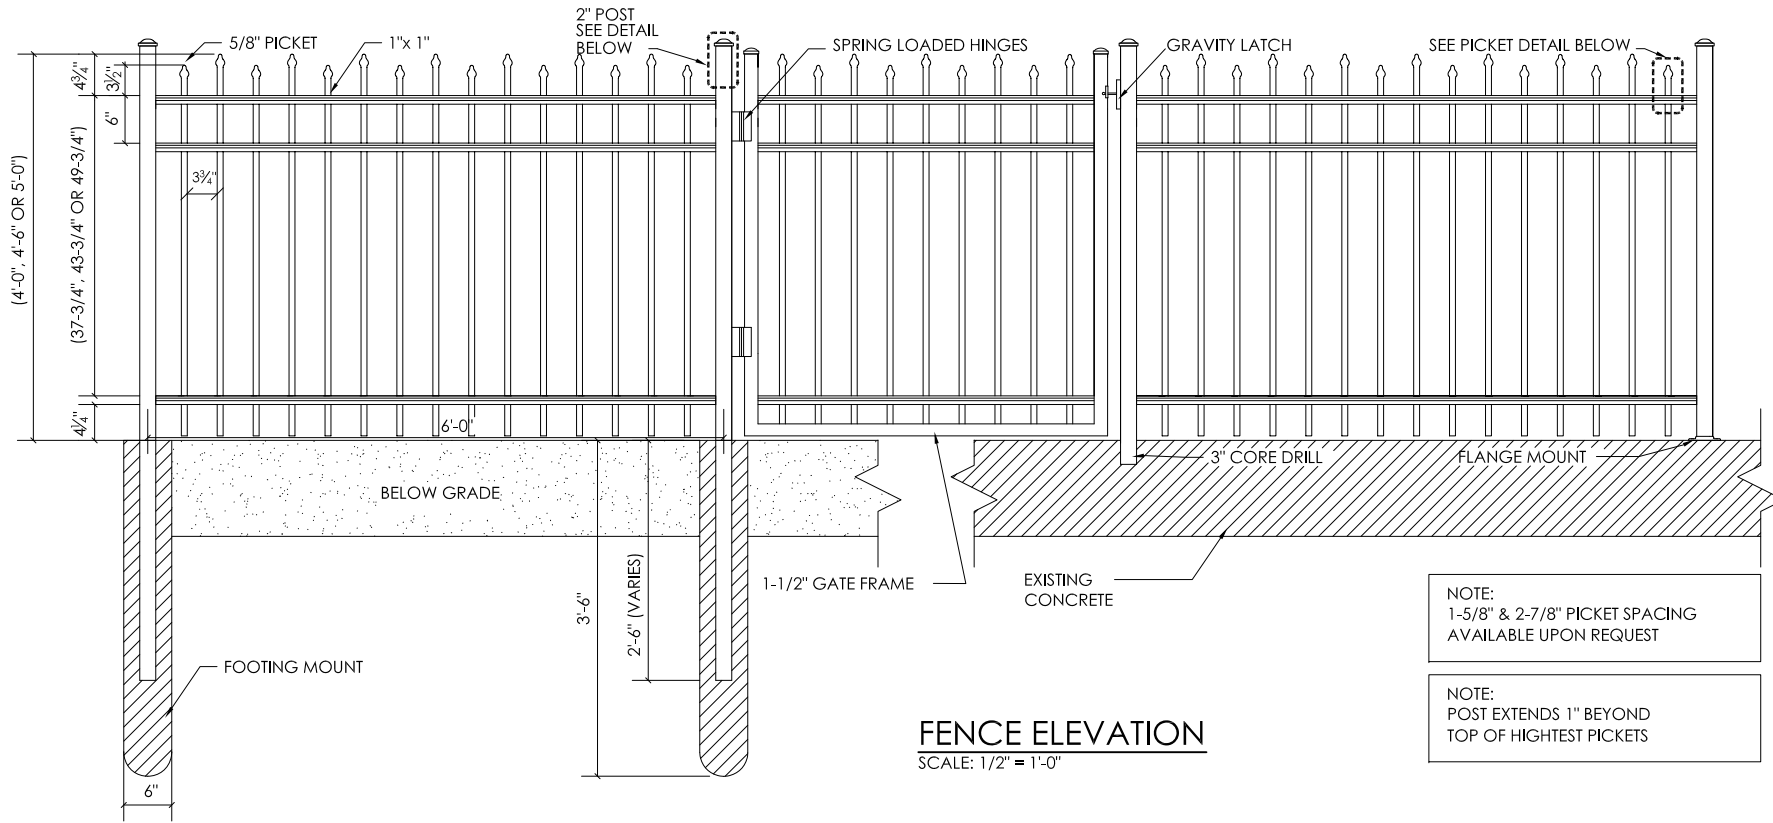 2" POST
SEE DETAIL
BELOW
5/8" PICKET
1"x 1"
SPRING LOADED HINGES
GRAVITY LATCH
SEE PICKET DETAIL BELOW
4¾"
3½"
6"
(4'-0", 4'-6" OR 5'-0")
(37-3/4", 43-3/4" OR 49-3/4")
3¾"
4¼"
6'-0"
BELOW GRADE
3" CORE DRILL
FLANGE MOUNT
3'-6"
2'-6" (VARIES)
1-1/2" GATE FRAME
EXISTING
CONCRETE
FOOTING MOUNT
6"
NOTE:
1-5/8" & 2-7/8" PICKET SPACING
AVAILABLE UPON REQUEST
NOTE:
POST EXTENDS 1" BEYOND
TOP OF HIGHTEST PICKETS
FENCE ELEVATION
SCALE: 1/2" = 1'-0"